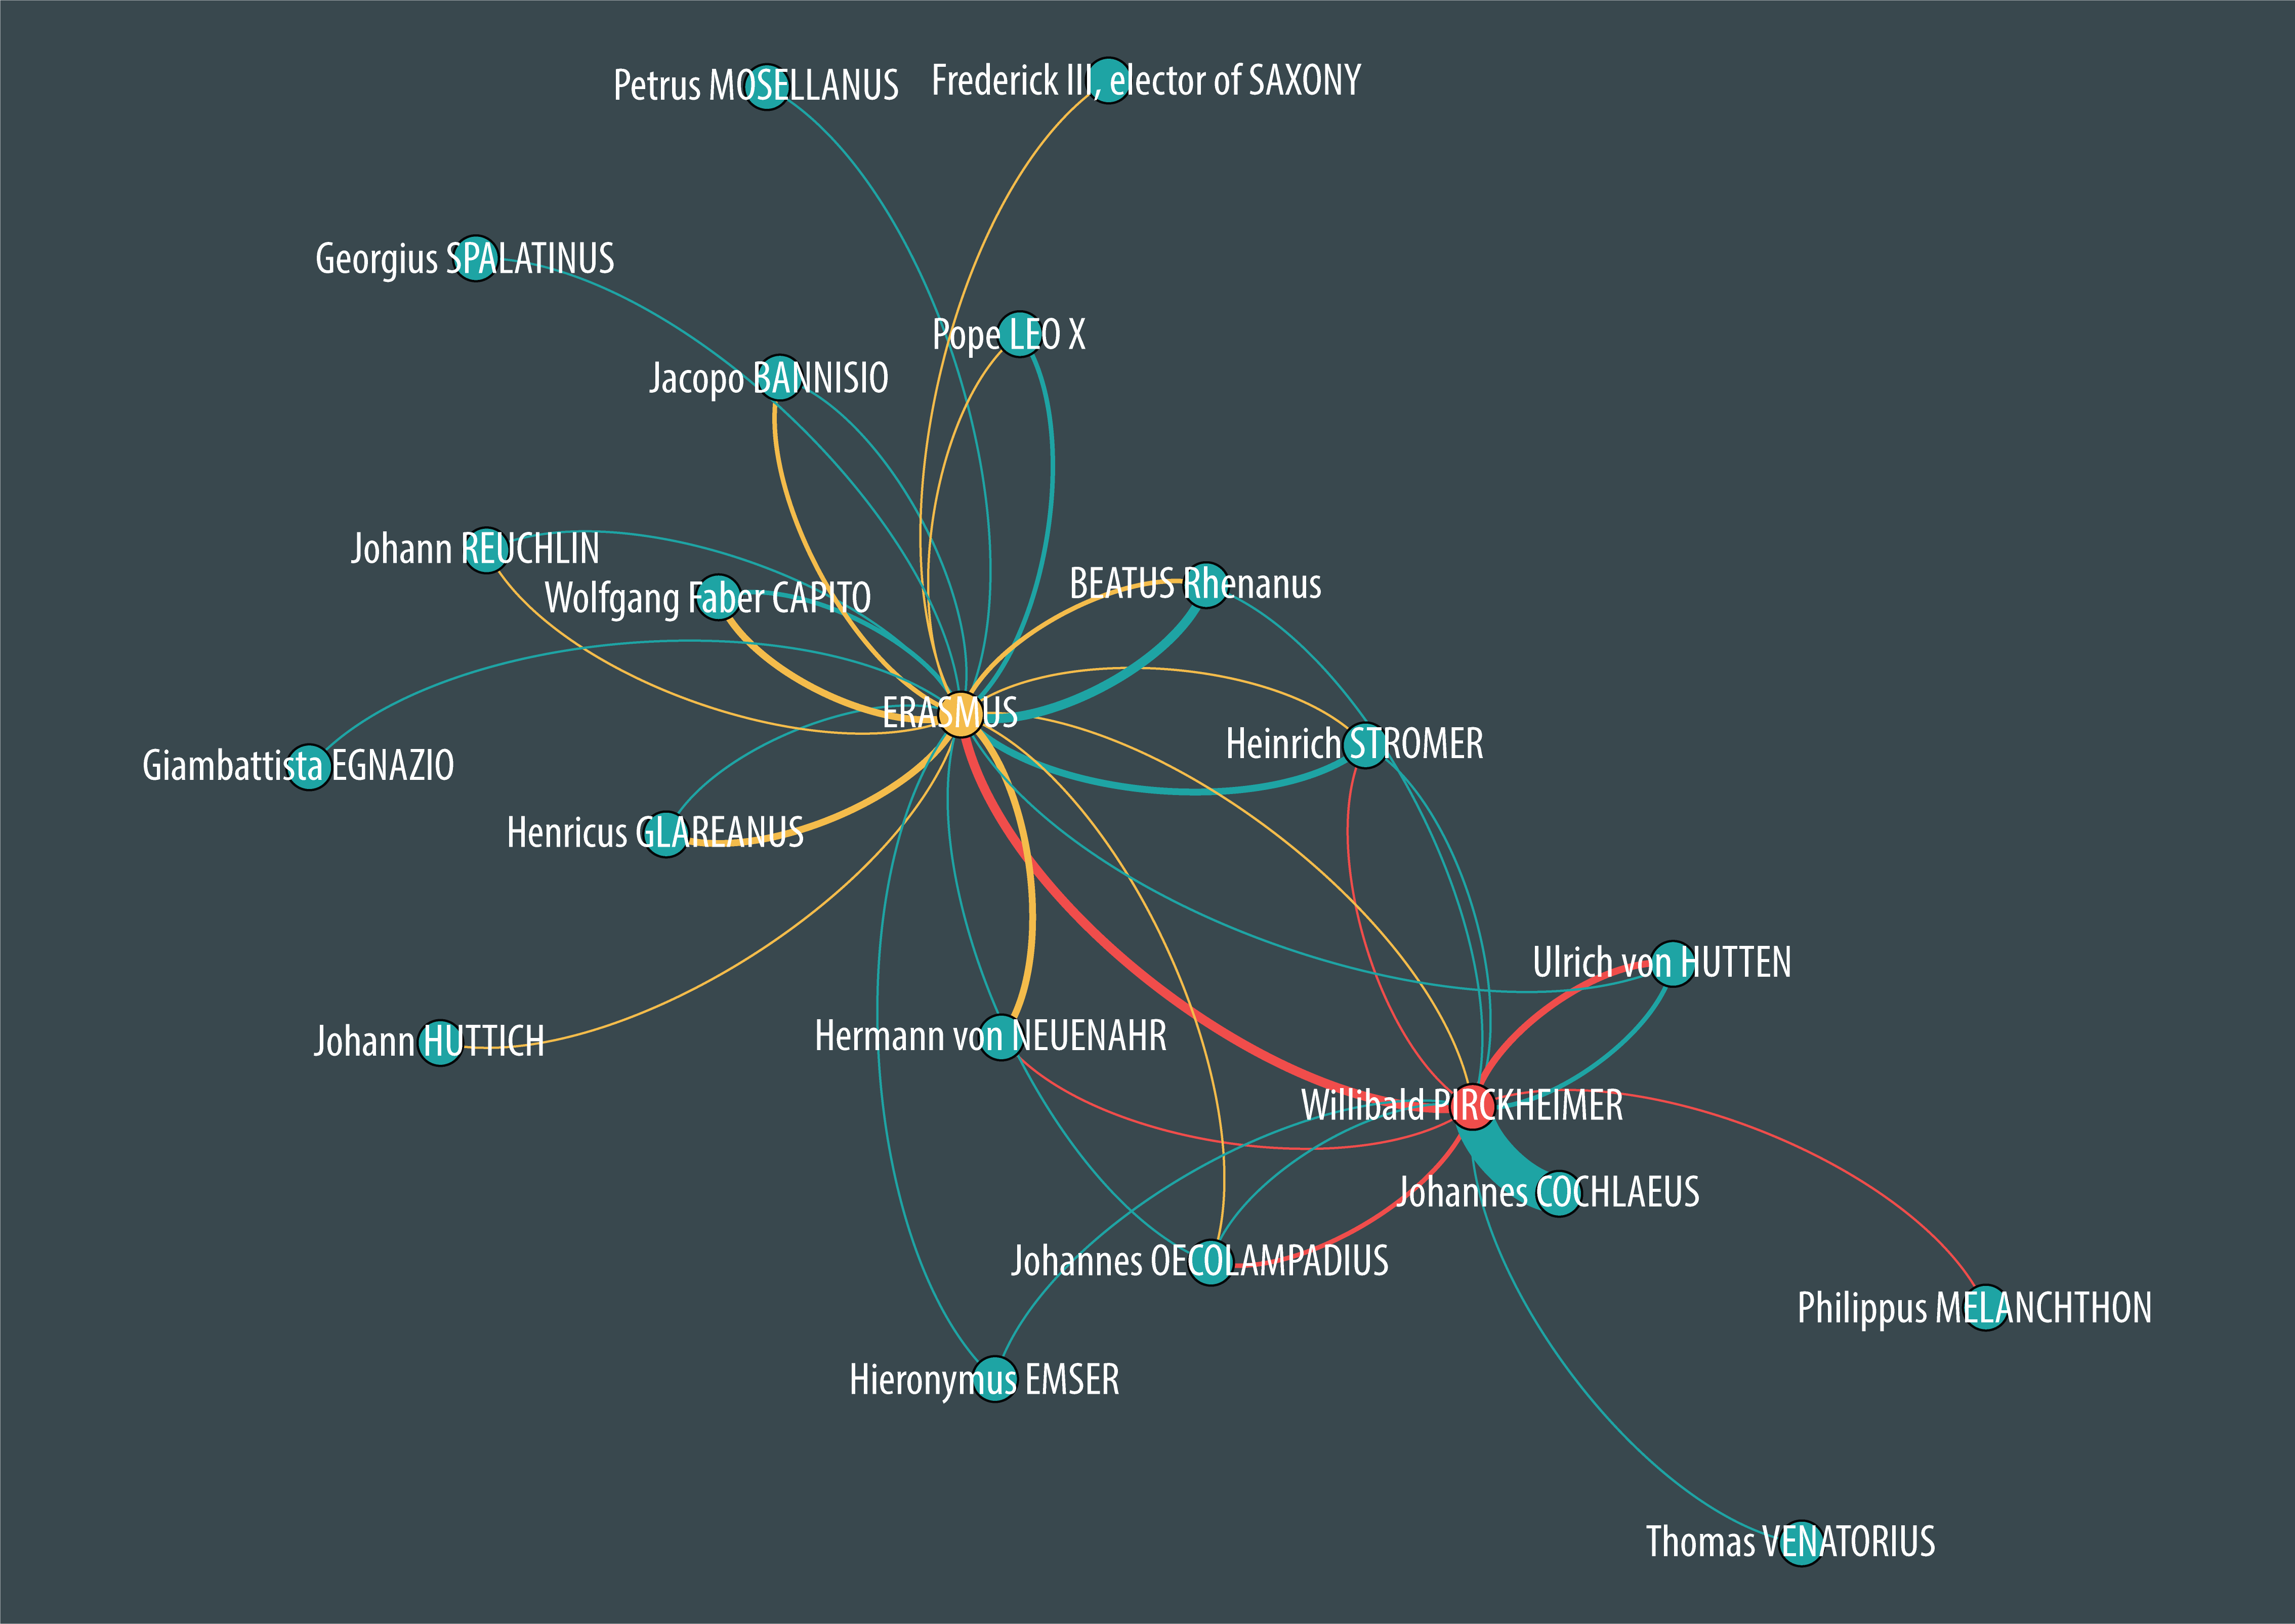 Petrus MOSELLANUS
Frederick III, elector of SAXONY
Georgius SPALATINUS
Pope LEO X
Jacopo BANNISIO
Johann REUCHLIN
Wolfgang Faber CAPITO
BEATUS Rhenanus
ERASMUS
Heinrich STROMER
Giambattista EGNAZIO
Henricus GLAREANUS
Ulrich von HUTTEN
Johann HUTTICH
Hermann von NEUENAHR
Willibald PIRCKHEIMER
Johannes COCHLAEUS
Johannes OECOLAMPADIUS
Philippus MELANCHTHON
Hieronymus EMSER
Thomas VENATORIUS